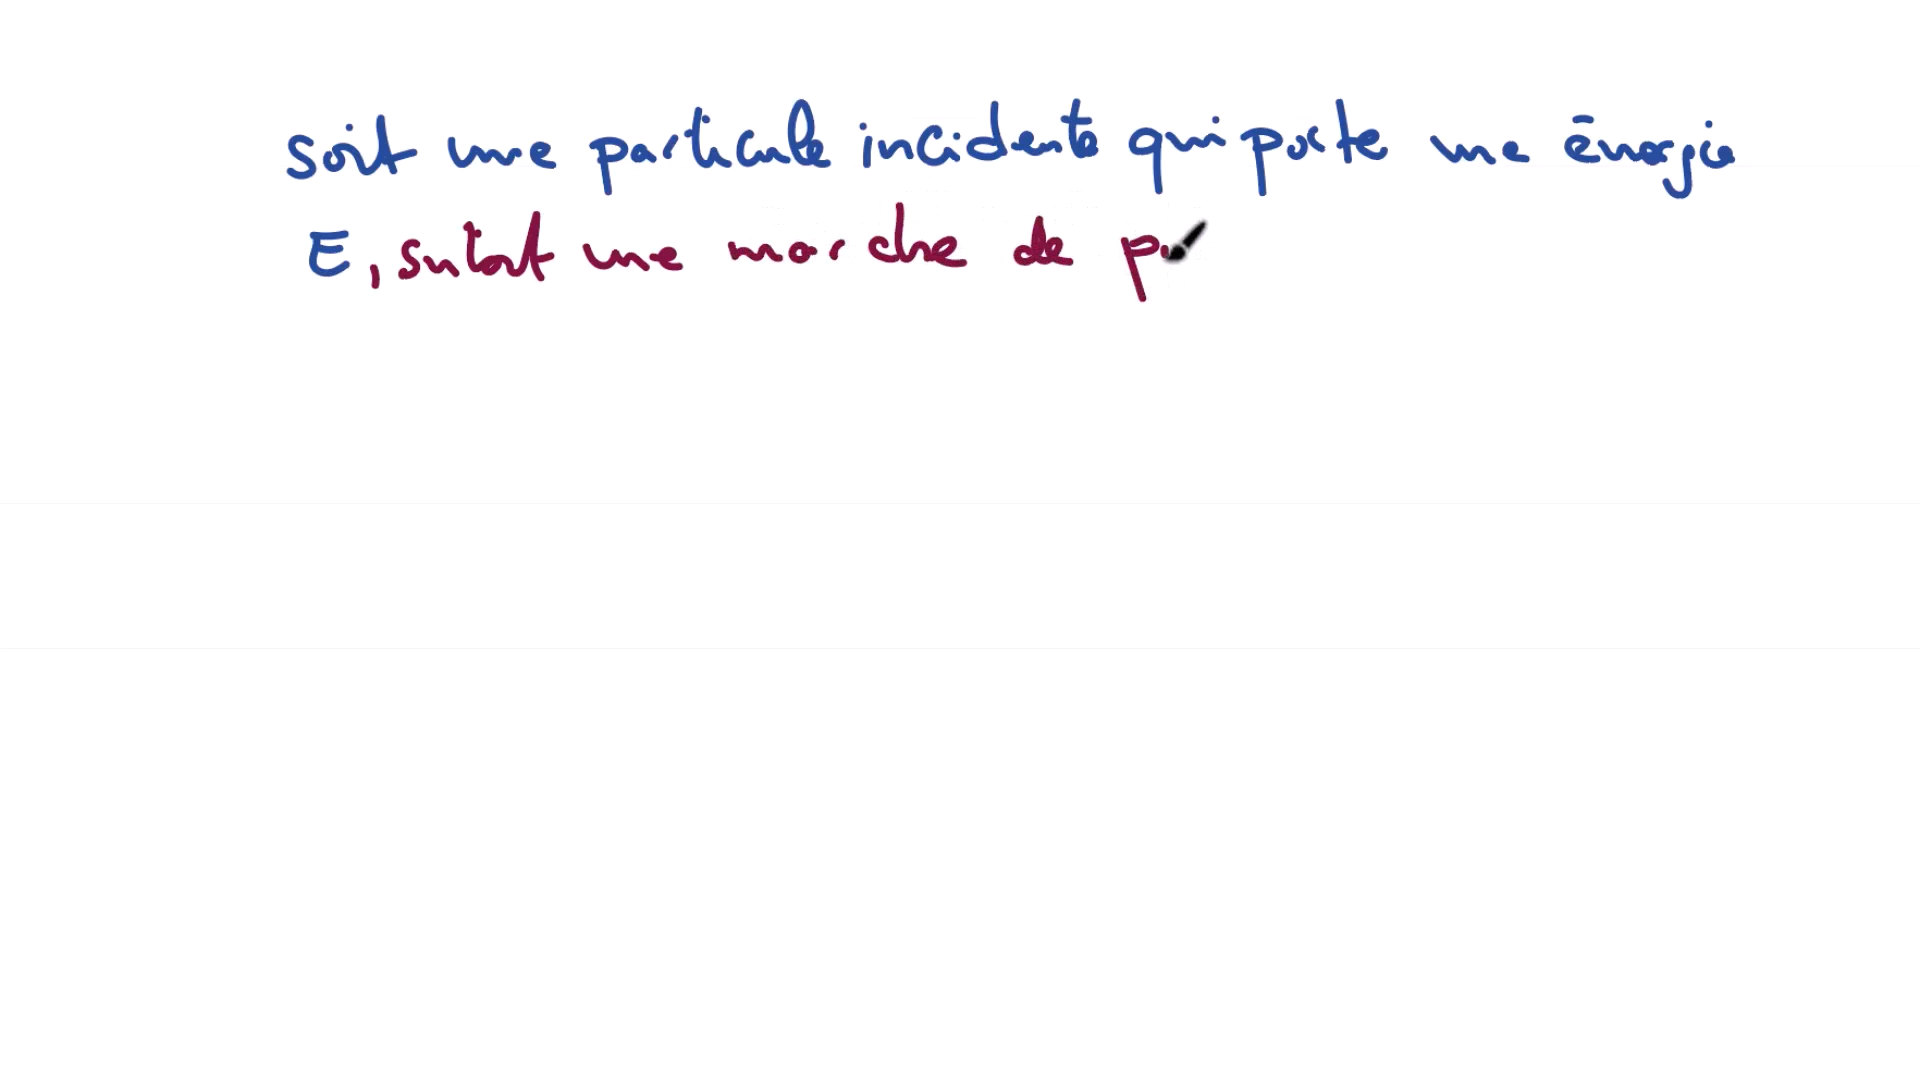 soit une particule incidente qui porte une énergie
E, subit une marche de p